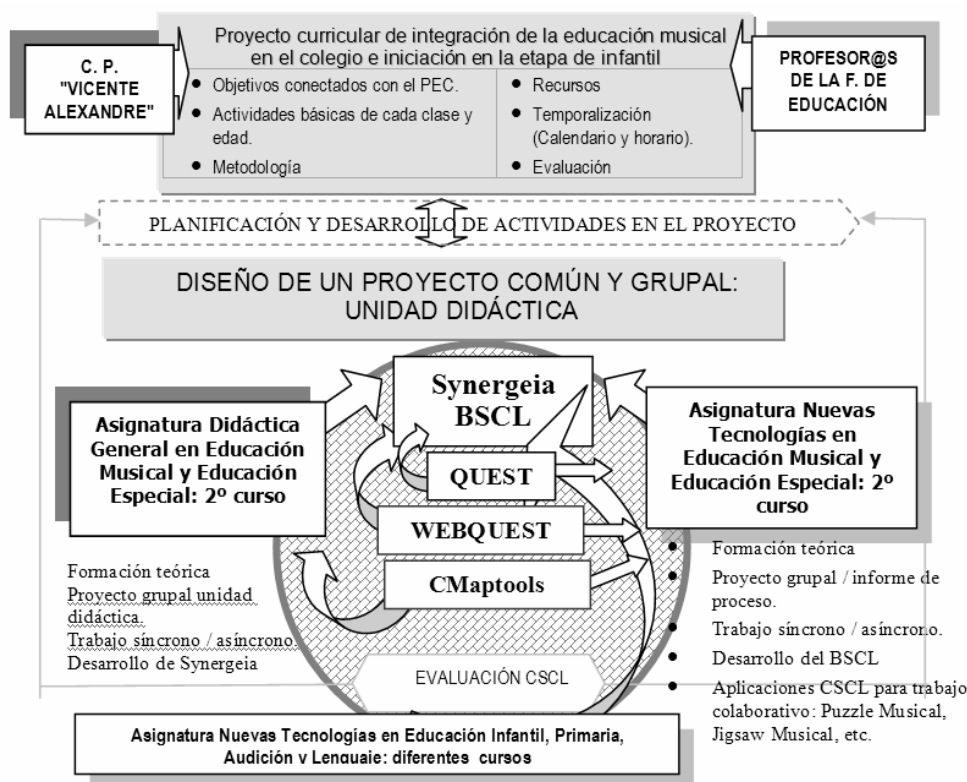 C. P.
"VICENTE
ALEXANDRE"
Proyecto curricular de integración de la educación musical
en el colegio e iniciación en la etapa de infantil
• Objetivos conectados con el PEC.
• Actividades básicas de cada clase y
edad.
• Metodología
• Recursos
• Temporalización
(Calendario y horario).
• Evaluación
PROFESOR@S
DE LA F. DE
EDUCACIÓN
PLANIFICACIÓN Y DESARROLLO DE ACTIVIDADES EN EL PROYECTO
DISEÑO DE UN PROYECTO COMÚN Y GRUPAL:
UNIDAD DIDÁCTICA
Synergeia
BSCL
QUEST
WEBQUEST
CMaptools
Asignatura Didáctica
General en Educación
Musical y Educación
Especial: 2º curso
Formación teórica
Proyecto grupal unidad
didáctica.
Trabajo síncrono / asíncrono.
Desarrollo de Synergeia
Asignatura Nuevas
Tecnologías en
Educación Musical y
Educación Especial: 2º
curso
• Formación teórica
• Proyecto grupal / informe de
proceso.
• Trabajo síncrono / asíncrono.
• Desarrollo del BSCL
• Aplicaciones CSCL para trabajo
colaborativo: Puzzle Musical,
Jigsaw Musical, etc.
EVALUACIÓN CSCL
Asignatura Nuevas Tecnologías en Educación Infantil, Primaria,
Audición y Lenguaje: diferentes cursos